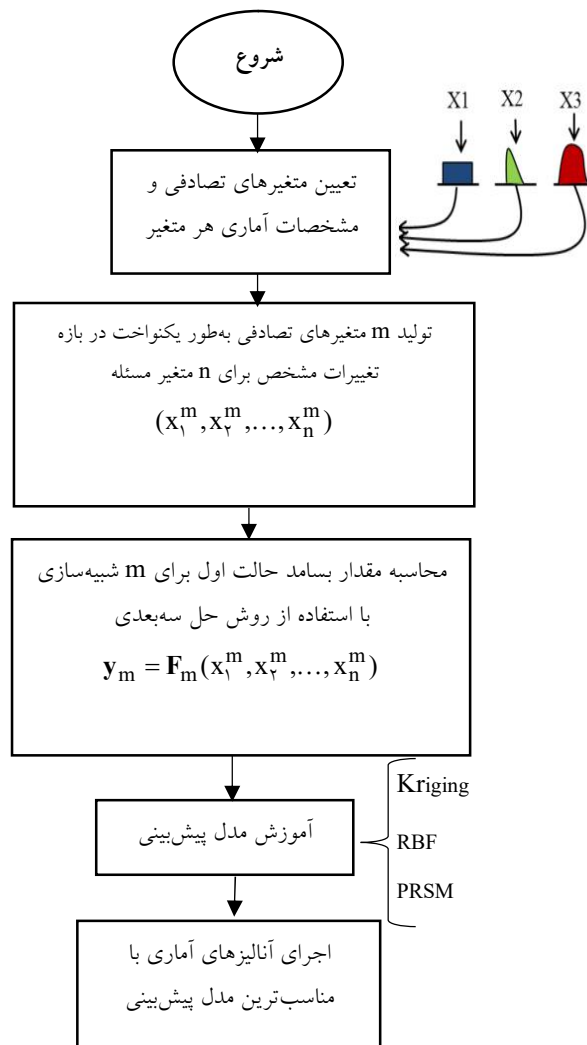 شروع
X1 X2 X3
تعیین متغیرهای تصادفی و
مشخصات آماری هر متغیر
تولید m متغیرهای تصادفی به‌طور یکنواخت در بازه
تغییرات مشخص برای n متغیر مسئله
(x₁ᵐ, x₂ᵐ, ..., xₙᵐ)
محاسبه مقدار بسامد حالت اول برای m شبیه‌سازی
با استفاده از روش حل سه‌بعدی
yₘ = Fₘ(x₁ᵐ, x₂ᵐ, ..., xₙᵐ)
آموزش مدل پیش‌بینی
Kriging
RBF
PRSM
اجرای آنالیزهای آماری با
مناسب‌ترین مدل پیش‌بینی